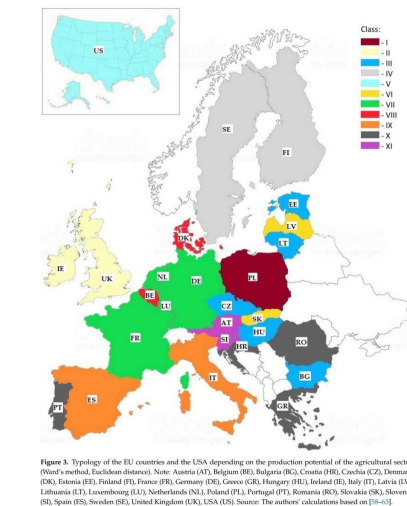 US
Class:
- I
- II
- III
- IV
- V
- VI
- VII
- VIII
- IX
- X
- XI
SE
FI
EE
LV
LT
DK
IE
UK
NL
BE
LU
DE
PL
CZ
SK
AT
HU
SI
HR
RO
FR
BG
IT
PT
ES
GR
Figure 3. Typology of the EU countries and the USA depending on the production potential of the agricultural secto
(Ward's method, Euclidean distance). Note: Austria (AT), Belgium (BE), Bulgaria (BG), Croatia (HR), Czechia (CZ), Denmar
(DK), Estonia (EE), Finland (FI), France (FR), Germany (DE), Greece (GR), Hungary (HU), Ireland (IE), Italy (IT), Latvia (LV
Lithuania (LT), Luxembourg (LU), Netherlands (NL), Poland (PL), Portugal (PT), Romania (RO), Slovakia (SK), Sloven
(SI), Spain (ES), Sweden (SE), United Kingdom (UK), USA (US). Source: The authors' calculations based on [58–63].